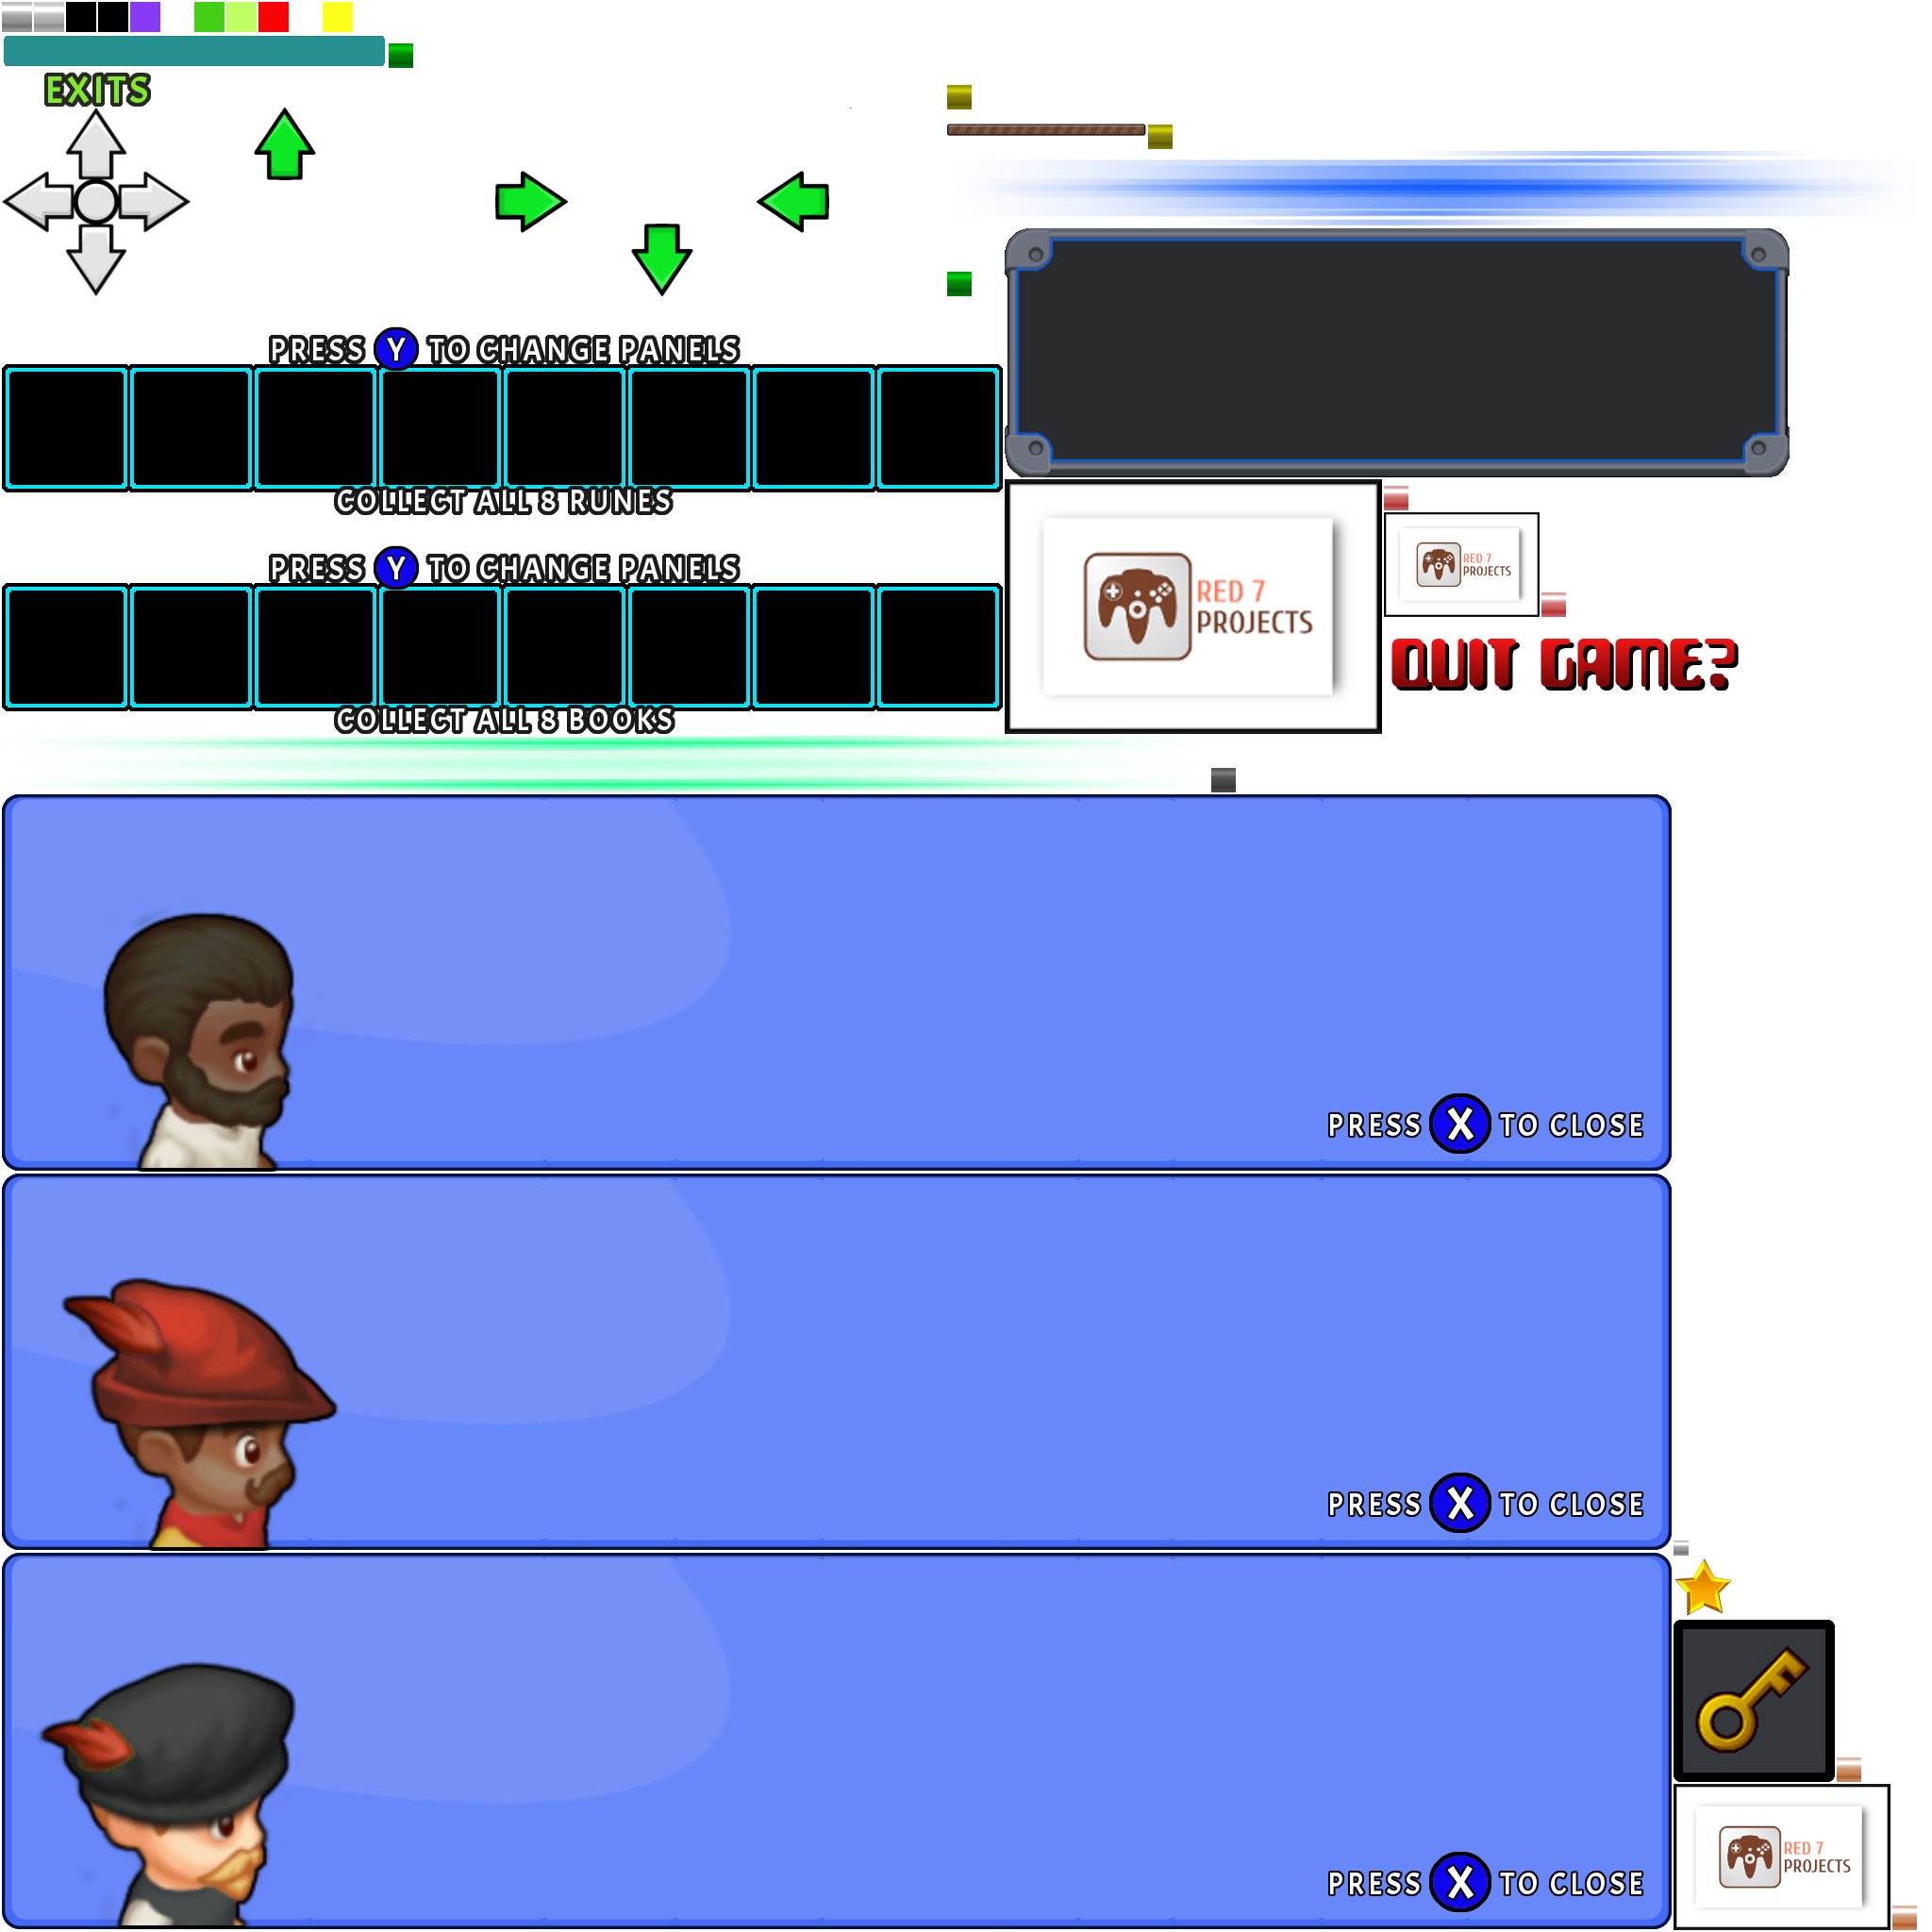 EXITS
PRESS Y TO CHANGE PANELS
COLLECT ALL 8 RUNES
PRESS Y TO CHANGE PANELS
COLLECT ALL 8 BOOKS
RED 7
PROJECTS
RED 7
PROJECTS
QUIT GAME?
PRESS X TO CLOSE
PRESS X TO CLOSE
PRESS X TO CLOSE
RED 7
PROJECTS